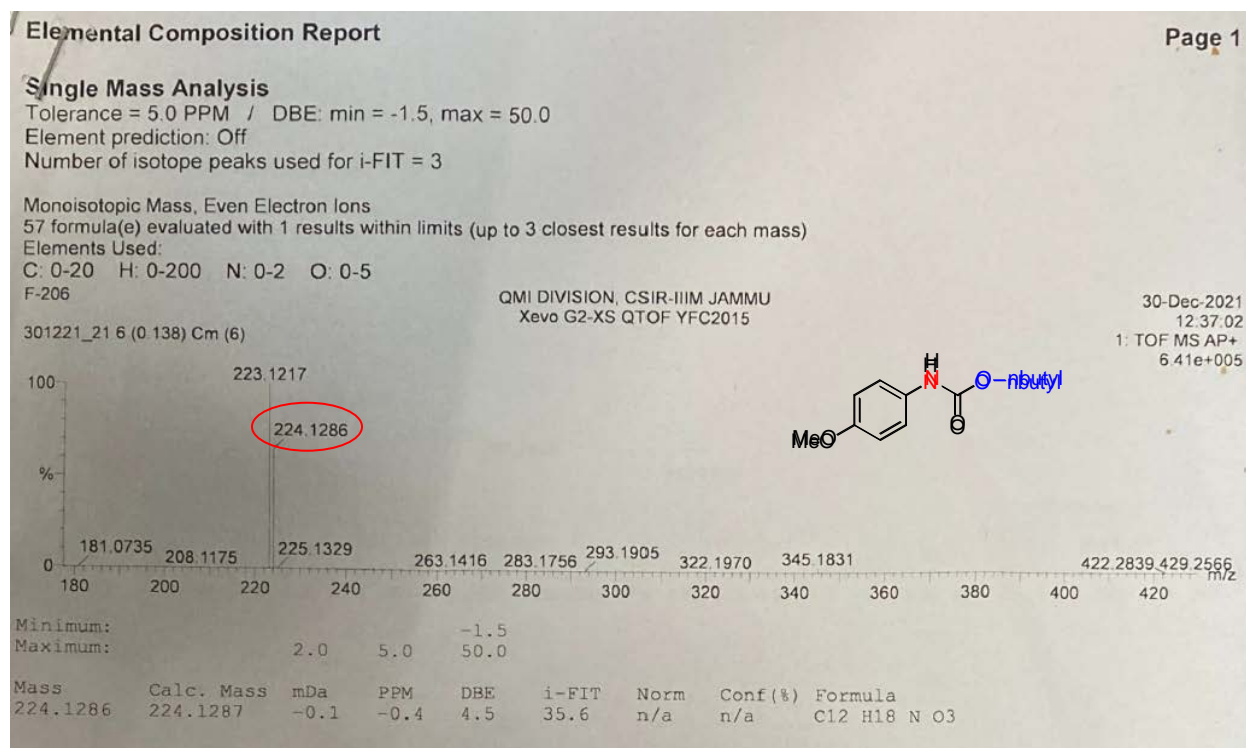 Elemental Composition Report
Page 1
Single Mass Analysis
Tolerance = 5.0 PPM / DBE: min = -1.5, max = 50.0
Element prediction: Off
Number of isotope peaks used for i-FIT = 3
Monoisotopic Mass, Even Electron Ions
57 formula(e) evaluated with 1 results within limits (up to 3 closest results for each mass)
Elements Used:
C: 0-20 H: 0-200 N: 0-2 O: 0-5
F-206
QMI DIVISION, CSIR-IIIM JAMMU
30-Dec-2021
Xevo G2-XS QTOF YFC2015
12:37:02
301221_21 6 (0.138) Cm (6)
1: TOF MS AP+
6.41e+005
100
223.1217
224.1286
%
0
181.0735
208.1175
225.1329
263.1416
283.1756
293.1905
322.1970
345.1831
422.2839
429.2566
m/z
180 200 220 240 260 280 300 320 340 360 380 400 420
H
N
O-nbutyl
O
MeO
Minimum: -1.5
Maximum: 2.0 5.0 50.0
Mass Calc. Mass mDa PPM DBE i-FIT Norm Conf(%) Formula
224.1286 224.1287 -0.1 -0.4 4.5 35.6 n/a n/a C12 H18 N O3